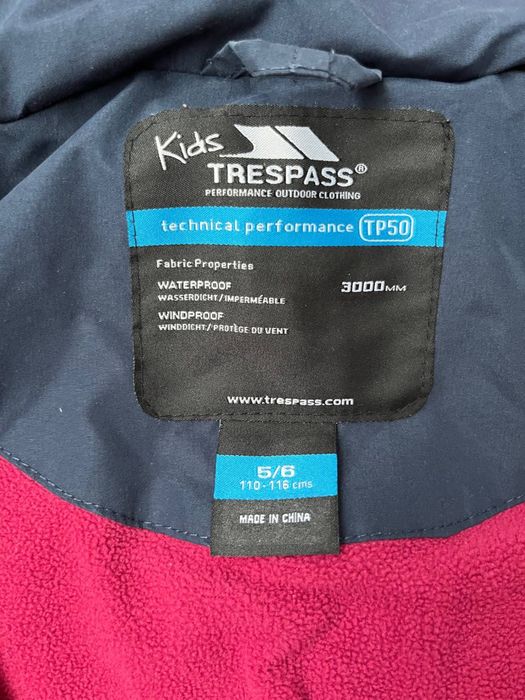 Kids
TRESPASS®
PERFORMANCE OUTDOOR CLOTHING
technical performance TP50
Fabric Properties
WATERPROOF 3000MM
WASSERDICHT/IMPERMÉABLE
WINDPROOF
WINDDICHT/PROTÈGE DU VENT
www.trespass.com
5/6
110-116 cms
MADE IN CHINA